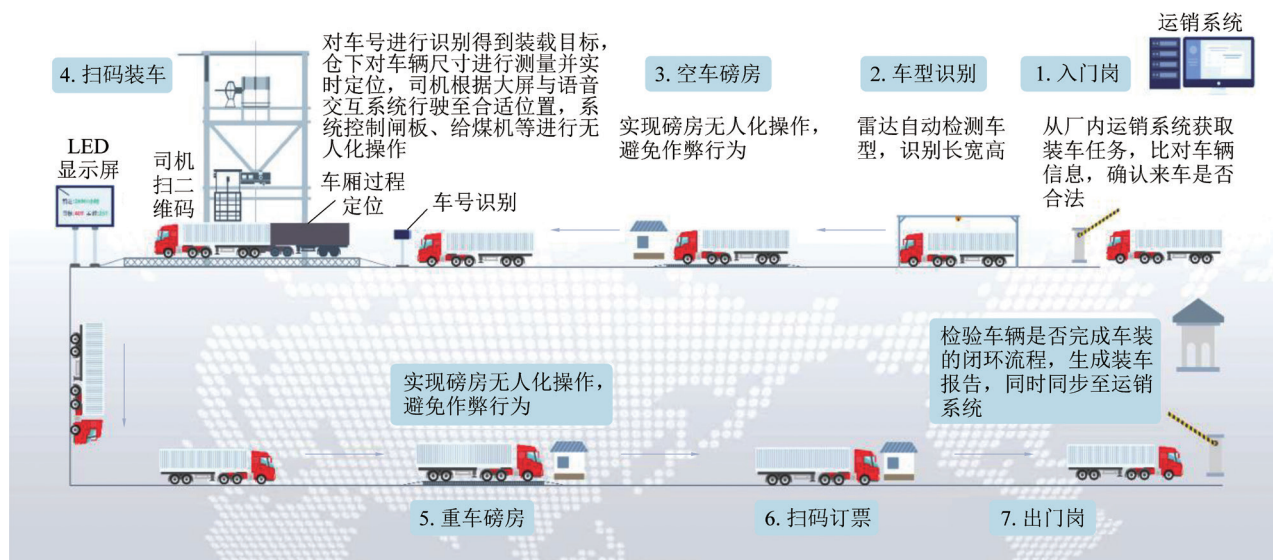 运销系统
1. 入门岗
从厂内运销系统获取
装车任务，比对车辆
信息，确认来车是否
合法
2. 车型识别
雷达自动检测车
型，识别长宽高
3. 空车磅房
实现磅房无人化操作，
避免作弊行为
4. 扫码装车
对车号进行识别得到装载目标，
仓下对车辆尺寸进行测量并实
时定位，司机根据大屏与语音
交互系统行驶至合适位置，系
统控制闸板、给煤机等进行无
人化操作
LED
显示屏
司机
扫二
维码
车厢过程
定位
车号识别
实现磅房无人化操作，
避免作弊行为
5. 重车磅房
6. 扫码订票
检验车辆是否完成车装
的闭环流程，生成装车
报告，同时同步至运销
系统
7. 出门岗